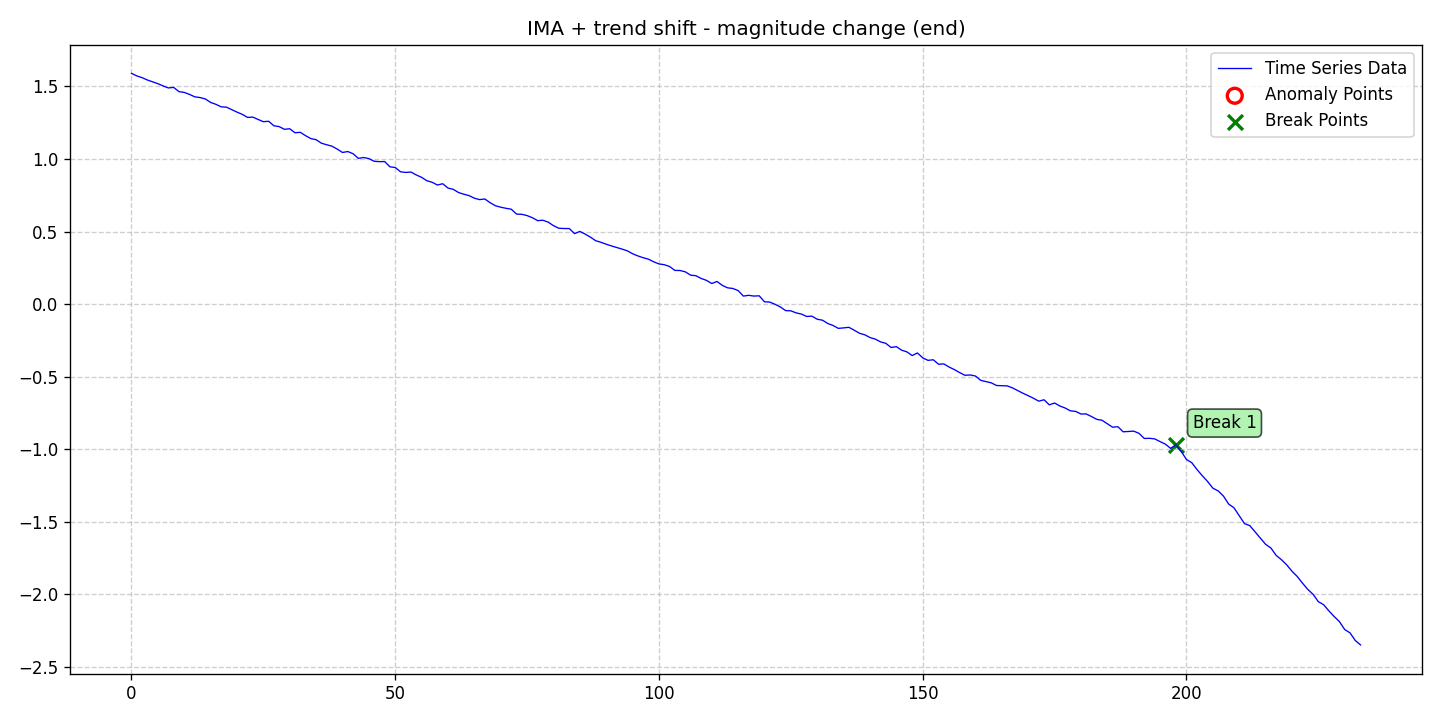 IMA + trend shift - magnitude change (end)
Time Series Data
Anomaly Points
Break Points
1.5
1.0
0.5
0.0
−0.5
−1.0
−1.5
−2.0
−2.5
Break 1
0 50 100 150 200